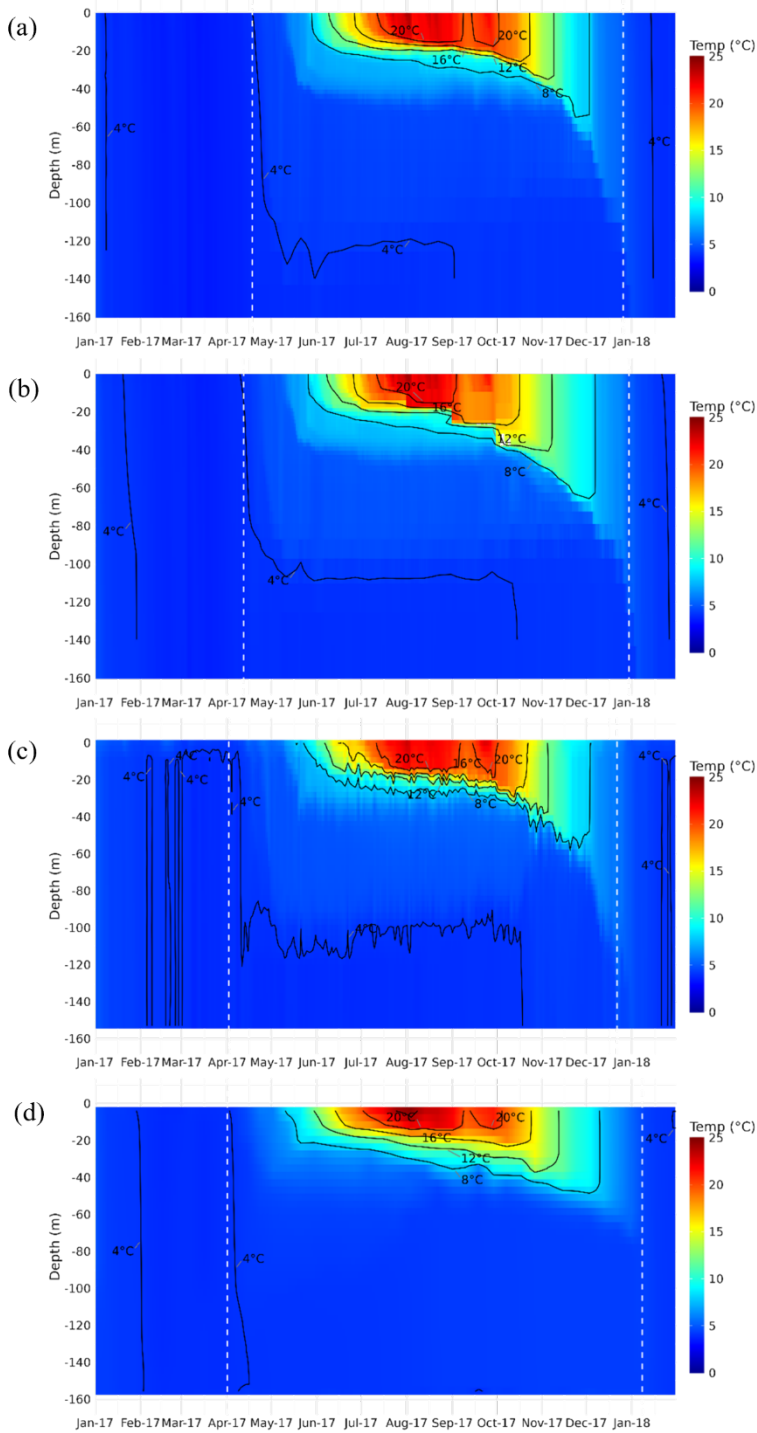 (a)
0
-20
-40
-60
-80
-100
-120
-140
-160
Depth (m)
4°C
4°C
4°C
20°C
20°C
16°C
12°C
8°C
4°C
Temp (°C)
25
20
15
10
5
0
Jan-17 Feb-17 Mar-17 Apr-17 May-17 Jun-17 Jul-17 Aug-17 Sep-17 Oct-17 Nov-17 Dec-17 Jan-18
(b)
0
-20
-40
-60
-80
-100
-120
-140
-160
Depth (m)
4°C
4°C
20°C
16°C
12°C
8°C
4°C
Temp (°C)
25
20
15
10
5
0
Jan-17 Feb-17 Mar-17 Apr-17 May-17 Jun-17 Jul-17 Aug-17 Sep-17 Oct-17 Nov-17 Dec-17 Jan-18
(c)
0
-20
-40
-60
-80
-100
-120
-140
-160
Depth (m)
4°C
4°C
4°C
4°C
20°C
16°C
20°C
12°C
8°C
4°C
4°C
Temp (°C)
25
20
15
10
5
0
Jan-17 Feb-17 Mar-17 Apr-17 May-17 Jun-17 Jul-17 Aug-17 Sep-17 Oct-17 Nov-17 Dec-17 Jan-18
(d)
0
-20
-40
-60
-80
-100
-120
-140
-160
Depth (m)
4°C
4°C
20°C
20°C
16°C
12°C
8°C
4°C
Temp (°C)
25
20
15
10
5
0
Jan-17 Feb-17 Mar-17 Apr-17 May-17 Jun-17 Jul-17 Aug-17 Sep-17 Oct-17 Nov-17 Dec-17 Jan-18